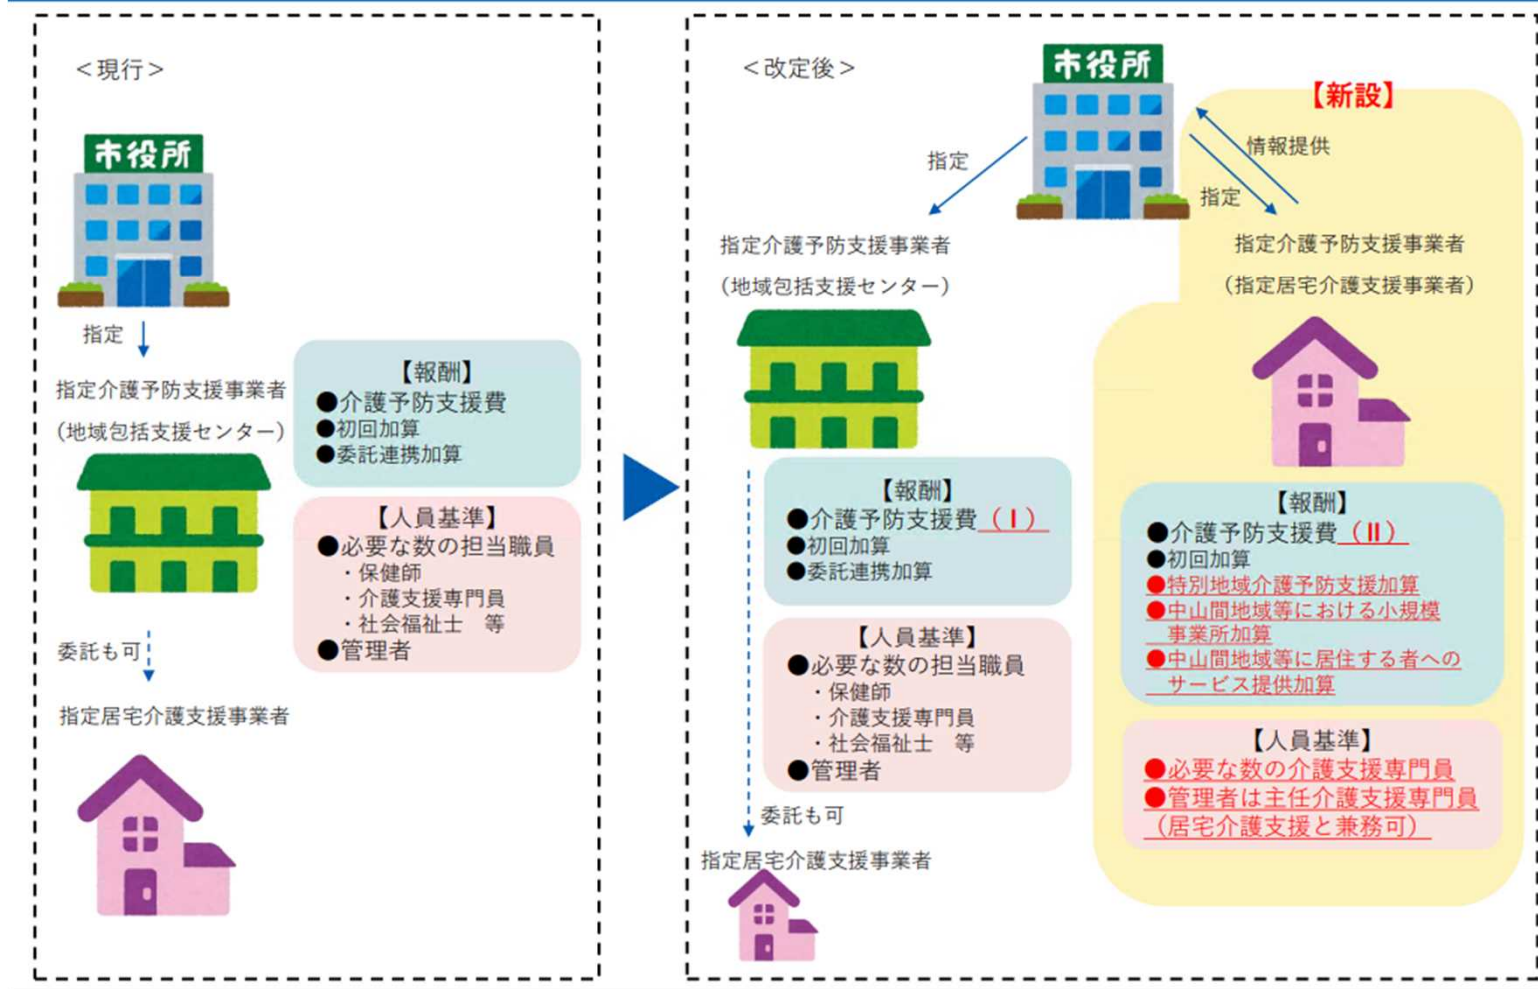 ＜現行＞
市役所
指定
指定介護予防支援事業者
（地域包括支援センター）
【報酬】
●介護予防支援費
●初回加算
●委託連携加算
【人員基準】
●必要な数の担当職員
・保健師
・介護支援専門員
・社会福祉士　等
●管理者
委託も可
指定居宅介護支援事業者
＜改定後＞
市役所
【新設】
指定
情報提供
指定
指定介護予防支援事業者
（地域包括支援センター）
【報酬】
●介護予防支援費（Ⅰ）
●初回加算
●委託連携加算
【人員基準】
●必要な数の担当職員
・保健師
・介護支援専門員
・社会福祉士　等
●管理者
委託も可
指定居宅介護支援事業者
指定介護予防支援事業者
（指定居宅介護支援事業者）
【報酬】
●介護予防支援費（Ⅱ）
●初回加算
●特別地域介護予防支援加算
●中山間地域等における小規模
事業所加算
●中山間地域等に居住する者への
サービス提供加算
【人員基準】
●必要な数の介護支援専門員
●管理者は主任介護支援専門員
（居宅介護支援と兼務可）